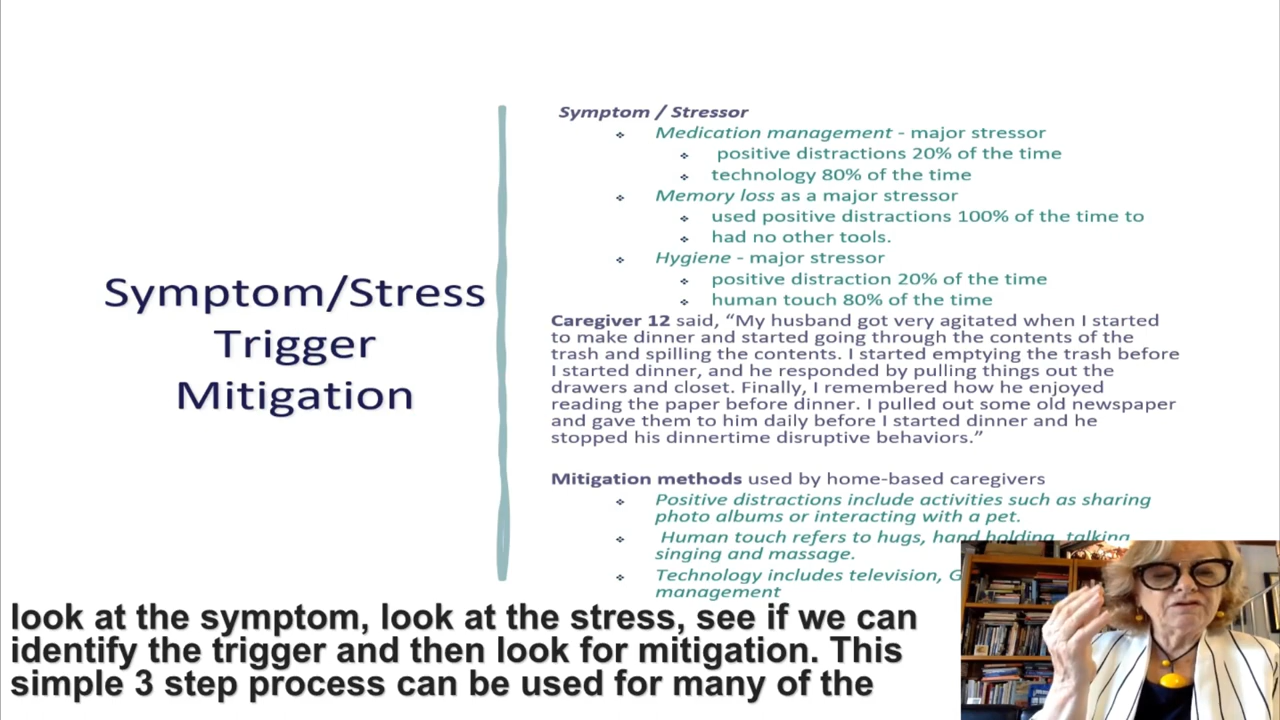 Symptom/Stress
Trigger
Mitigation
Symptom / Stressor
Medication management - major stressor
positive distractions 20% of the time
technology 80% of the time
Memory loss as a major stressor
used positive distractions 100% of the time to
had no other tools.
Hygiene - major stressor
positive distraction 20% of the time
human touch 80% of the time
Caregiver 12 said, “My husband got very agitated when I started
to make dinner and started going through the contents of the
trash and spilling the contents. I started emptying the trash before
I started dinner, and he responded by pulling things out the
drawers and closet. Finally, I remembered how he enjoyed
reading the paper before dinner. I pulled out some old newspaper
and gave them to him daily before I started dinner and he
stopped his dinnertime disruptive behaviors.”
Mitigation methods used by home-based caregivers
Positive distractions include activities such as sharing
photo albums or interacting with a pet.
Human touch refers to hugs, hand holding, talking
singing and massage.
Technology includes television,
management
look at the symptom, look at the stress, see if we can
identify the trigger and then look for mitigation. This
simple 3 step process can be used for many of the